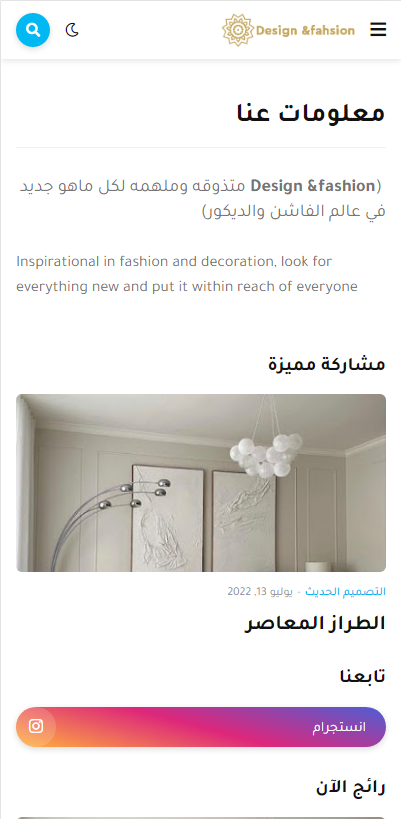 Design &fahsion
معلومات عنا
(Design &fashion متذوقه وملهمه لكل ماهو جديد
في عالم الفاشن والديكور)
Inspirational in fashion and decoration, look for
everything new and put it within reach of everyone
مشاركة مميزة
التصميم الحديث - يوليو 13, 2022
الطراز المعاصر
تابعنا
انستجرام
رائج الآن